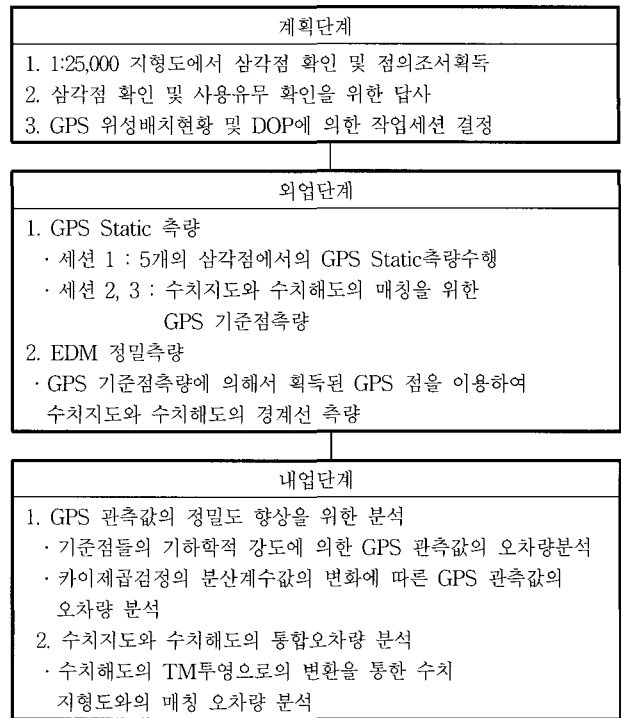 계획단계
1. 1:25,000 지형도에서 삼각점 확인 및 점의조서획득
2. 삼각점 확인 및 사용유무 확인을 위한 답사
3. GPS 위성배치현황 및 DOP에 의한 작업세션 결정
외업단계
1. GPS Static 측량
· 세션 1 : 5개의 삼각점에서의 GPS Static측량수행
· 세션 2, 3 : 수치지도와 수치해도의 매칭을 위한
GPS 기준점측량
2. EDM 정밀측량
· GPS 기준점측량에 의해서 획득된 GPS 점을 이용하여
수치지도와 수치해도의 경계선 측량
내업단계
1. GPS 관측값의 정밀도 향상을 위한 분석
· 기준점들의 기하학적 강도에 의한 GPS 관측값의 오차량분석
· 카이제곱검정의 분산계수값의 변화에 따른 GPS 관측값의
오차량 분석
2. 수치지도와 수치해도의 통합오차량 분석
· 수치해도의 TM투영으로의 변환을 통한 수치
지형도와의 매칭 오차량 분석